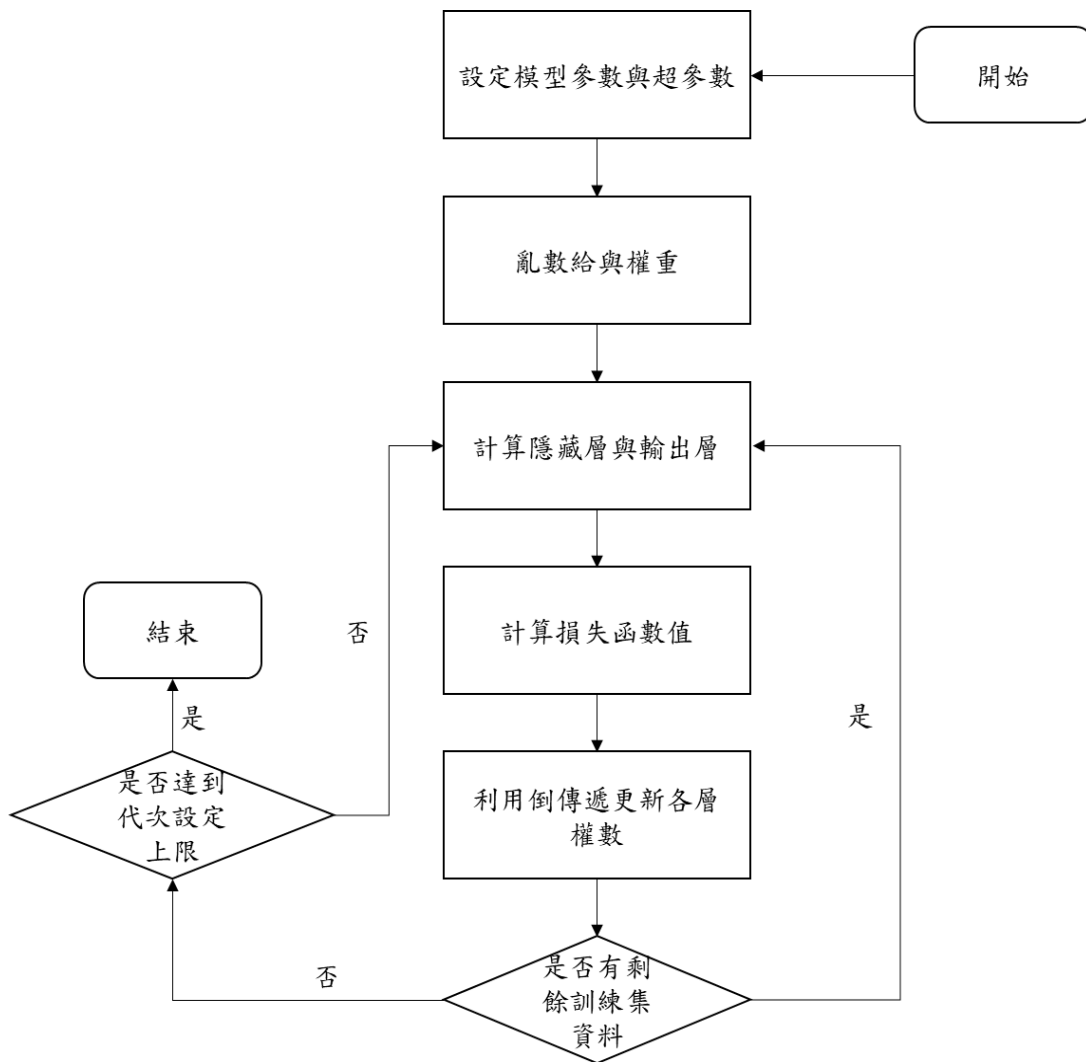 設定模型參數與超參數
開始
亂數給與權重
計算隱藏層與輸出層
結束
否
計算損失函數值
是
是
是否達到
代次設定
上限
利用倒傳遞更新各層
權數
否
是否有剩
餘訓練集
資料